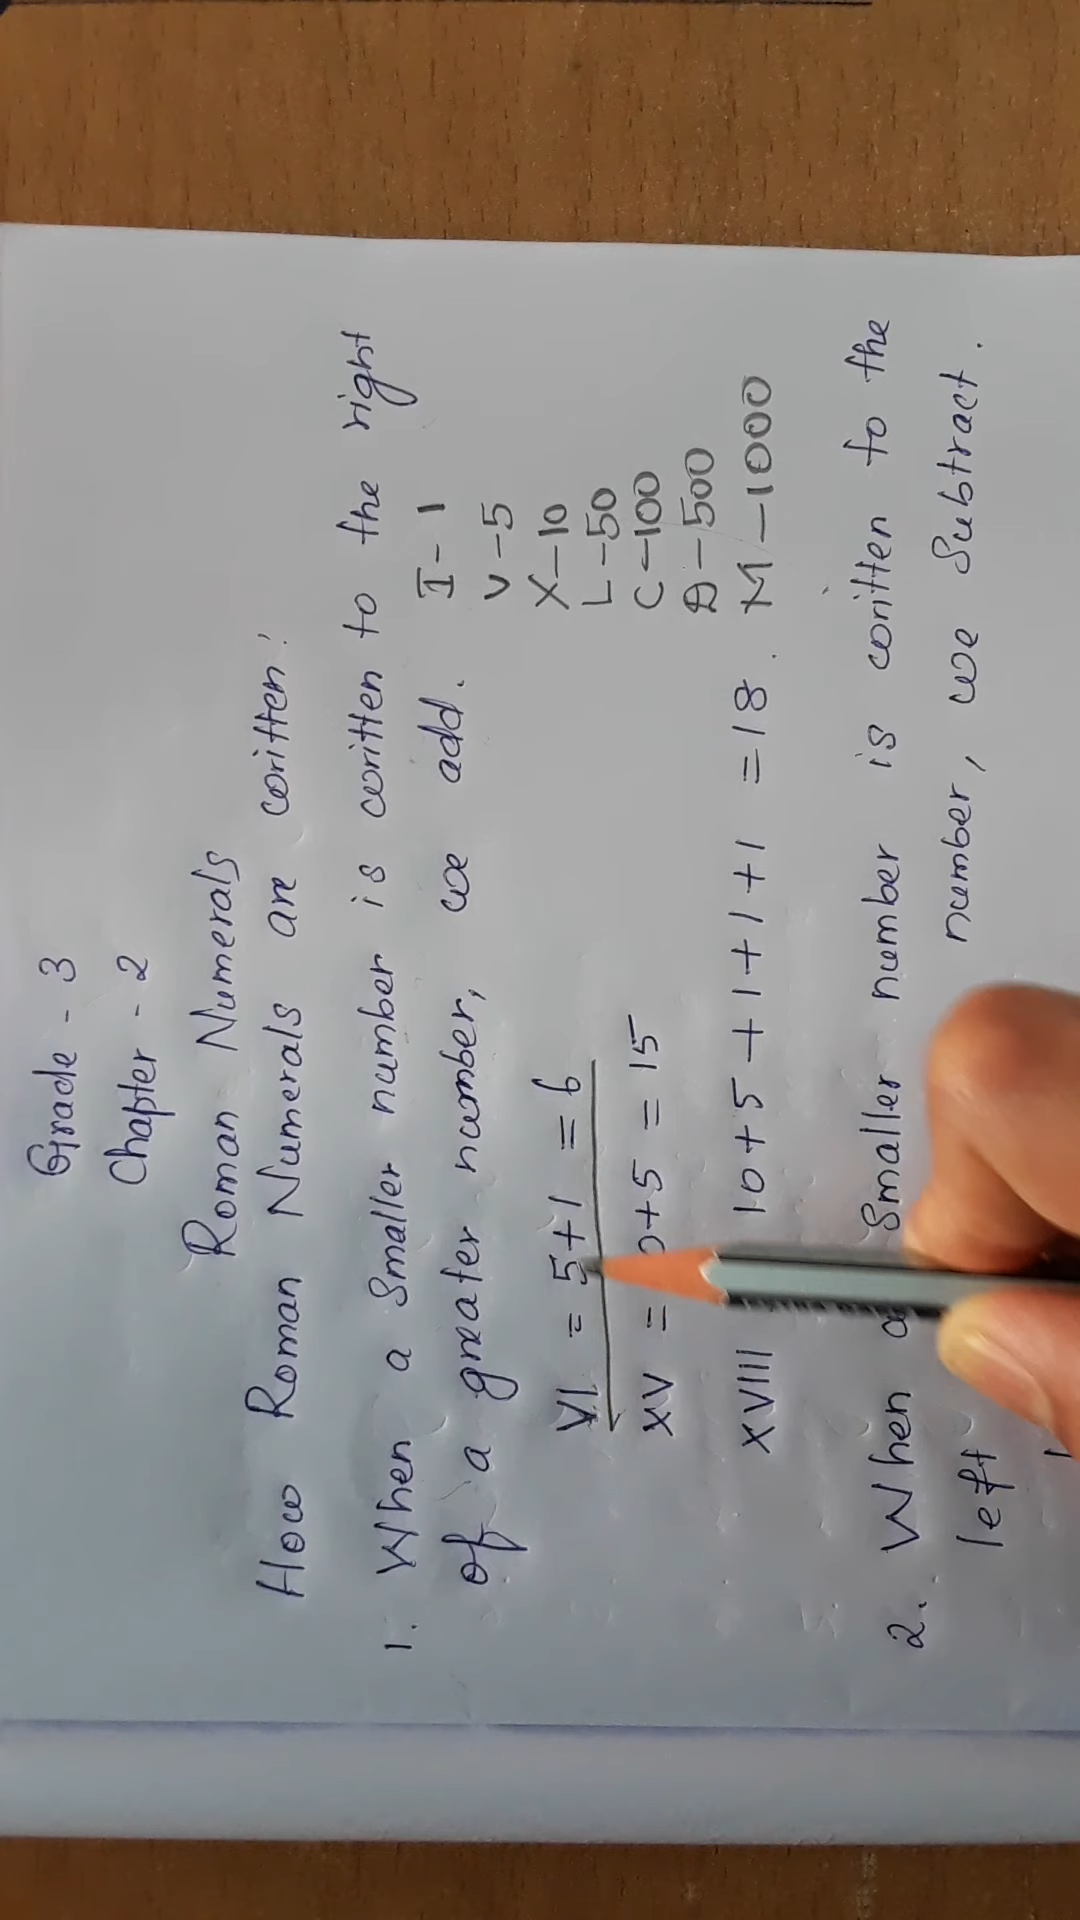 Grade - 3
Chapter - 2
Roman Numerals
How Roman Numerals are written!
1. When a Smaller number is written to the right
of a greater number, we add.
I - 1
V - 5
VI = 5+1 = 6
X - 10
L - 50
XV = 0+5 = 15
C - 100
D - 500
XVIII 10+5+1+1+1 = 18.
M - 1000
2. When a Smaller number is written to the
left number, we Subtract.